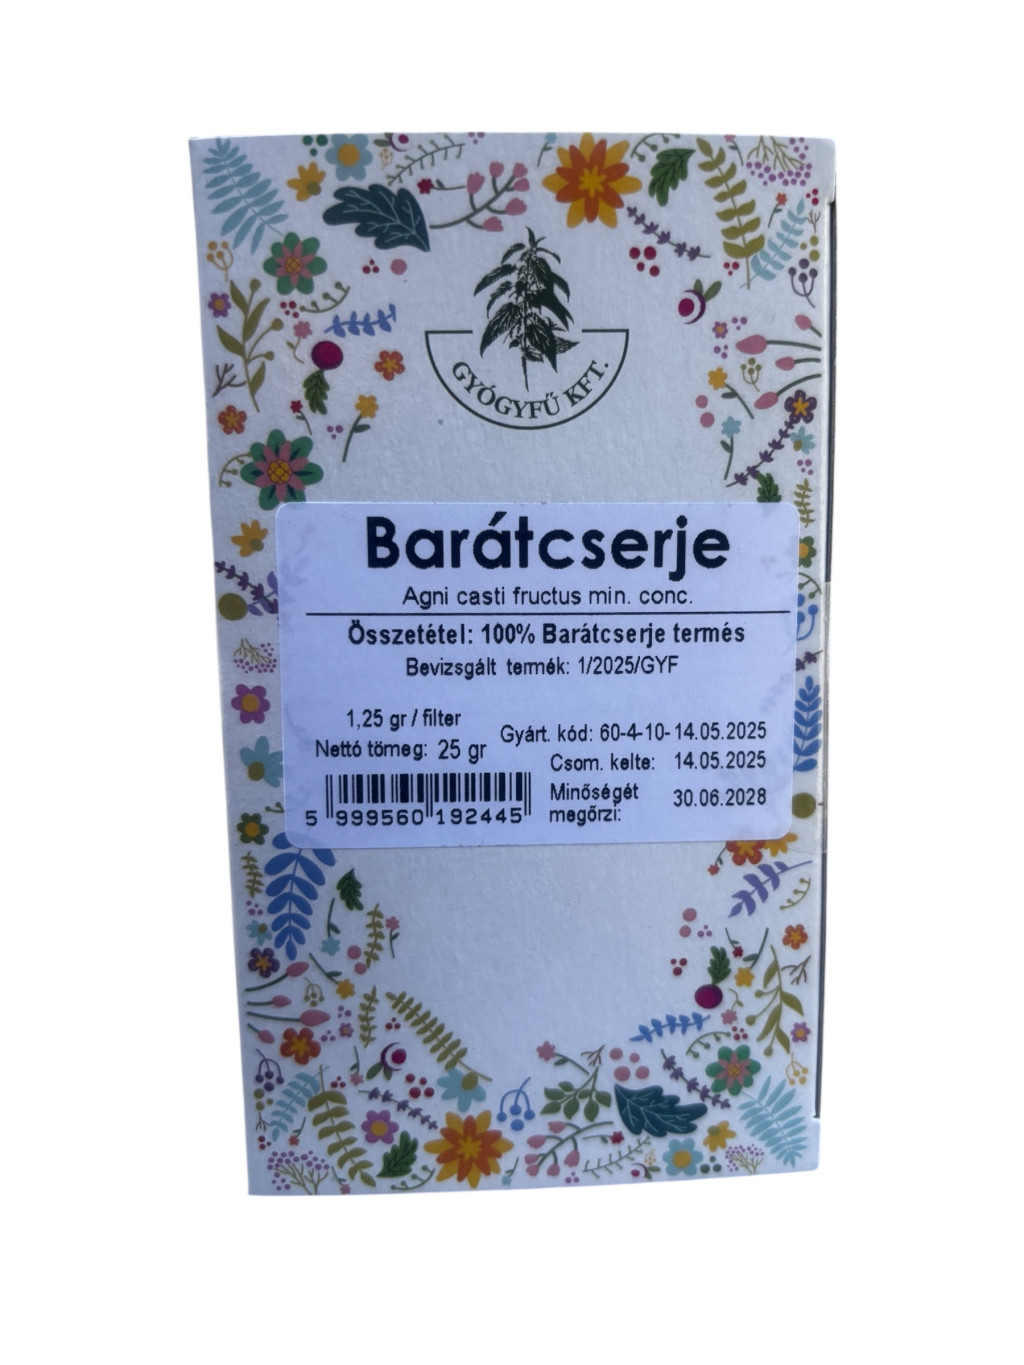 GYÓGYFŰ KFT.
Barátcserje
Agni casti fructus min. conc.
Összetétel: 100% Barátcserje termés
Bevizsgált termék: 1/2025/GYF
1,25 gr / filter
Nettó tömeg: 25 gr
Gyárt. kód: 60-4-10-14.05.2025
Csom. kelte: 14.05.2025
Minőségét megőrzi: 30.06.2028
5 999560 192445